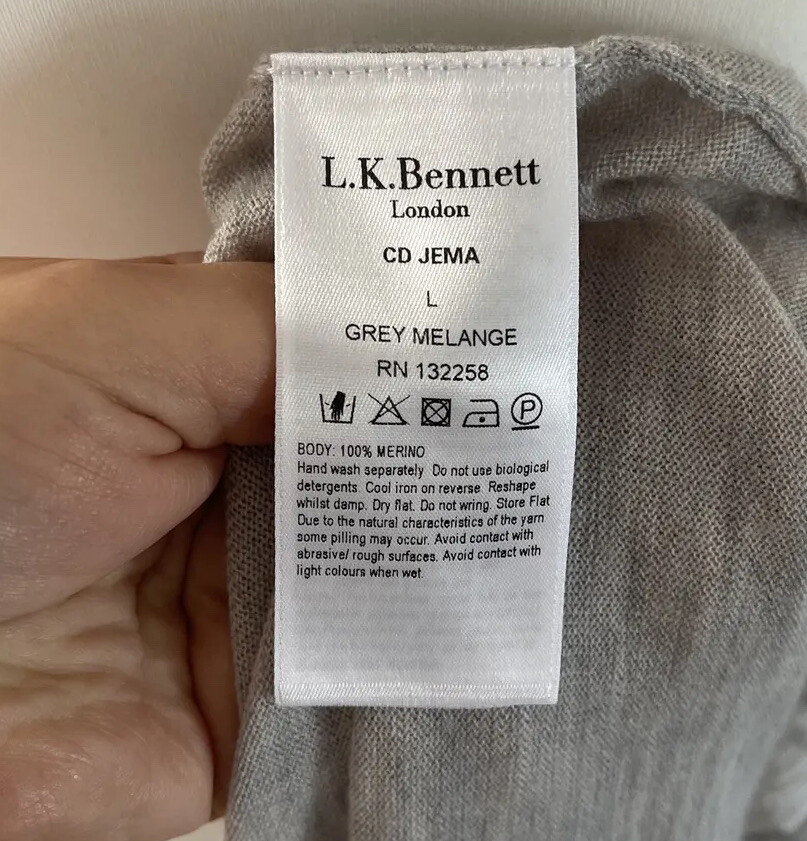 L.K.Bennett
London
CD JEMA
L
GREY MELANGE
RN 132258
P
BODY: 100% MERINO
Hand wash separately Do not use biological
detergents. Cool iron on reverse. Reshape
whilst damp. Dry flat. Do not wring. Store Flat
Due to the natural characteristics of the yarn
some pilling may occur. Avoid contact with
abrasive/ rough surfaces. Avoid contact with
light colours when wet.